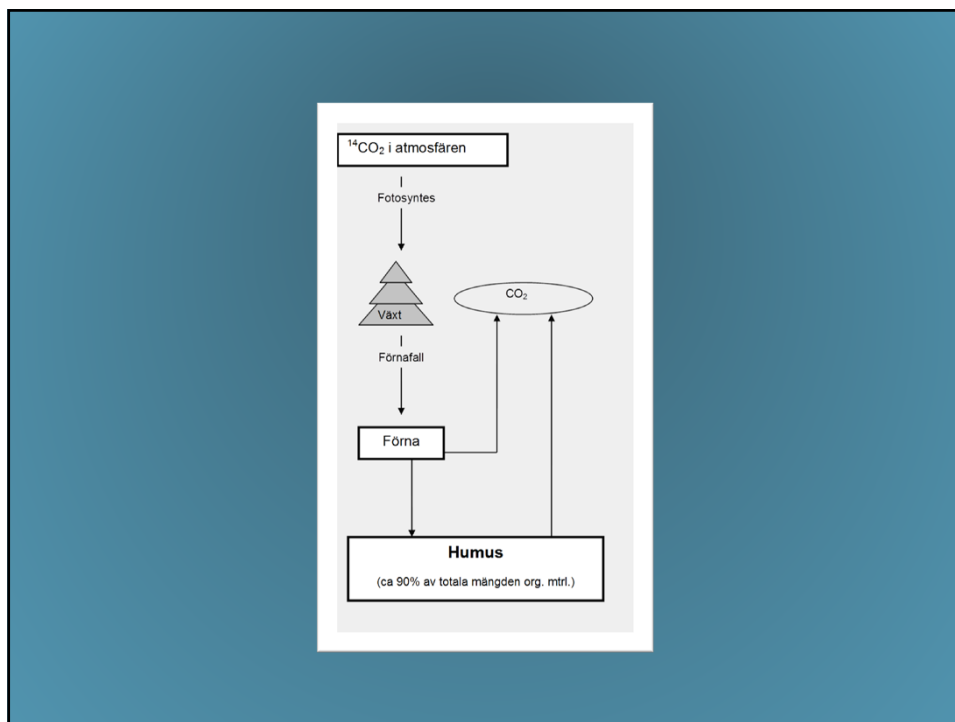 ¹⁴CO₂ i atmosfären
Fotosyntes
Växt
CO₂
Förnafall
Förna
Humus
(ca 90% av totala mängden org. mtrl.)